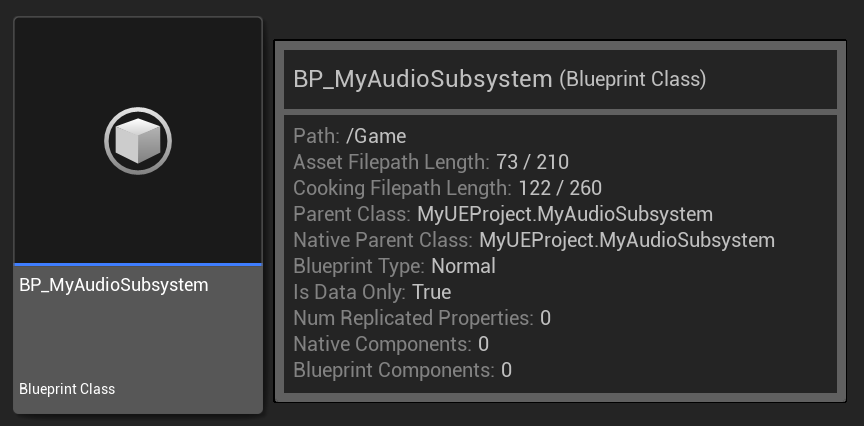 BP_MyAudioSubsystem
Blueprint Class
BP_MyAudioSubsystem (Blueprint Class)
Path: /Game
Asset Filepath Length: 73 / 210
Cooking Filepath Length: 122 / 260
Parent Class: MyUEProject.MyAudioSubsystem
Native Parent Class: MyUEProject.MyAudioSubsystem
Blueprint Type: Normal
Is Data Only: True
Num Replicated Properties: 0
Native Components: 0
Blueprint Components: 0